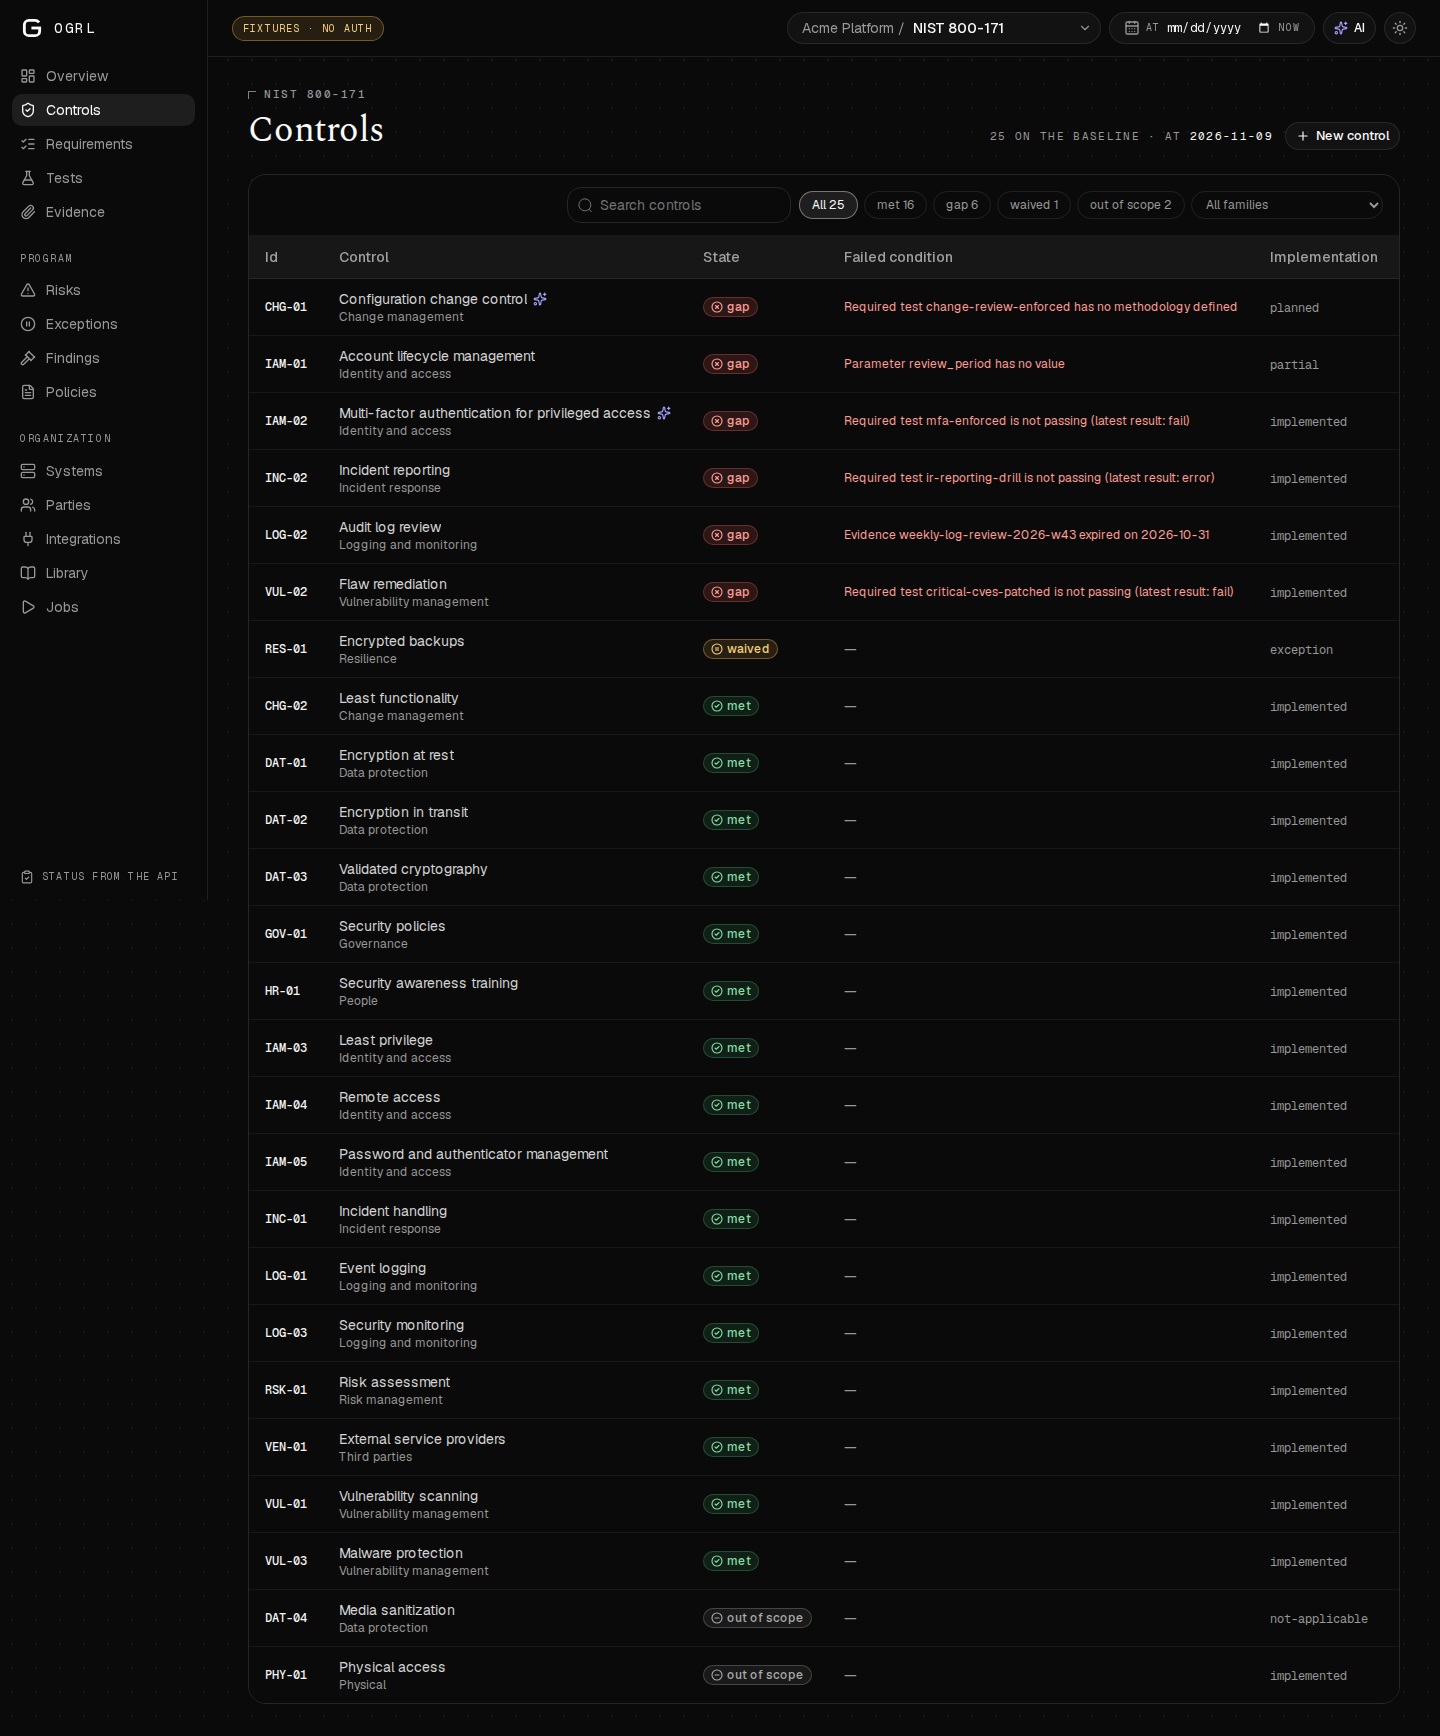 OGRL
FIXTURES · NO AUTH
Acme Platform / NIST 800-171
AT mm/dd/yyyy NOW
AI
Overview
Controls
Requirements
Tests
Evidence
PROGRAM
Risks
Exceptions
Findings
Policies
ORGANIZATION
Systems
Parties
Integrations
Library
Jobs
STATUS FROM THE API
NIST 800-171
Controls
25 ON THE BASELINE · AT 2026-11-09
New control
Search controls
All 25
met 16
gap 6
waived 1
out of scope 2
All families
Id Control State Failed condition Implementation
CHG-01 Configuration change control gap Required test change-review-enforced has no methodology defined planned
Change management
IAM-01 Account lifecycle management gap Parameter review_period has no value partial
Identity and access
IAM-02 Multi-factor authentication for privileged access gap Required test mfa-enforced is not passing (latest result: fail) implemented
Identity and access
INC-02 Incident reporting gap Required test ir-reporting-drill is not passing (latest result: error) implemented
Incident response
LOG-02 Audit log review gap Evidence weekly-log-review-2026-w43 expired on 2026-10-31 implemented
Logging and monitoring
VUL-02 Flaw remediation gap Required test critical-cves-patched is not passing (latest result: fail) implemented
Vulnerability management
RES-01 Encrypted backups waived — exception
Resilience
CHG-02 Least functionality met — implemented
Change management
DAT-01 Encryption at rest met — implemented
Data protection
DAT-02 Encryption in transit met — implemented
Data protection
DAT-03 Validated cryptography met — implemented
Data protection
GOV-01 Security policies met — implemented
Governance
HR-01 Security awareness training met — implemented
People
IAM-03 Least privilege met — implemented
Identity and access
IAM-04 Remote access met — implemented
Identity and access
IAM-05 Password and authenticator management met — implemented
Identity and access
INC-01 Incident handling met — implemented
Incident response
LOG-01 Event logging met — implemented
Logging and monitoring
LOG-03 Security monitoring met — implemented
Logging and monitoring
RSK-01 Risk assessment met — implemented
Risk management
VEN-01 External service providers met — implemented
Third parties
VUL-01 Vulnerability scanning met — implemented
Vulnerability management
VUL-03 Malware protection met — implemented
Vulnerability management
DAT-04 Media sanitization out of scope — not-applicable
Data protection
PHY-01 Physical access out of scope — implemented
Physical